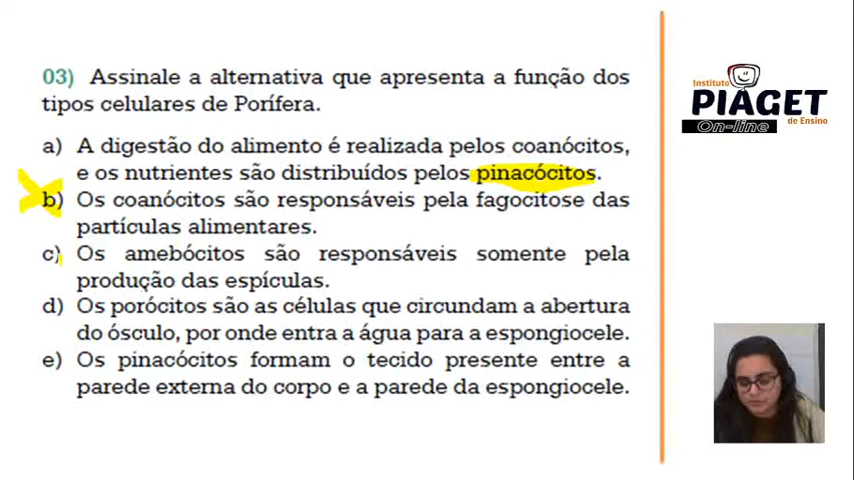 03) Assinale a alternativa que apresenta a função dos
tipos celulares de Porífera.
a) A digestão do alimento é realizada pelos coanócitos,
e os nutrientes são distribuídos pelos pinacócitos.
b) Os coanócitos são responsáveis pela fagocitose das
partículas alimentares.
c) Os amebócitos são responsáveis somente pela
produção das espículas.
d) Os porócitos são as células que circundam a abertura
do ósculo, por onde entra a água para a espongiocele.
e) Os pinacócitos formam o tecido presente entre a
parede externa do corpo e a parede da espongiocele.
Instituto
PIAGET
On-line de Ensino